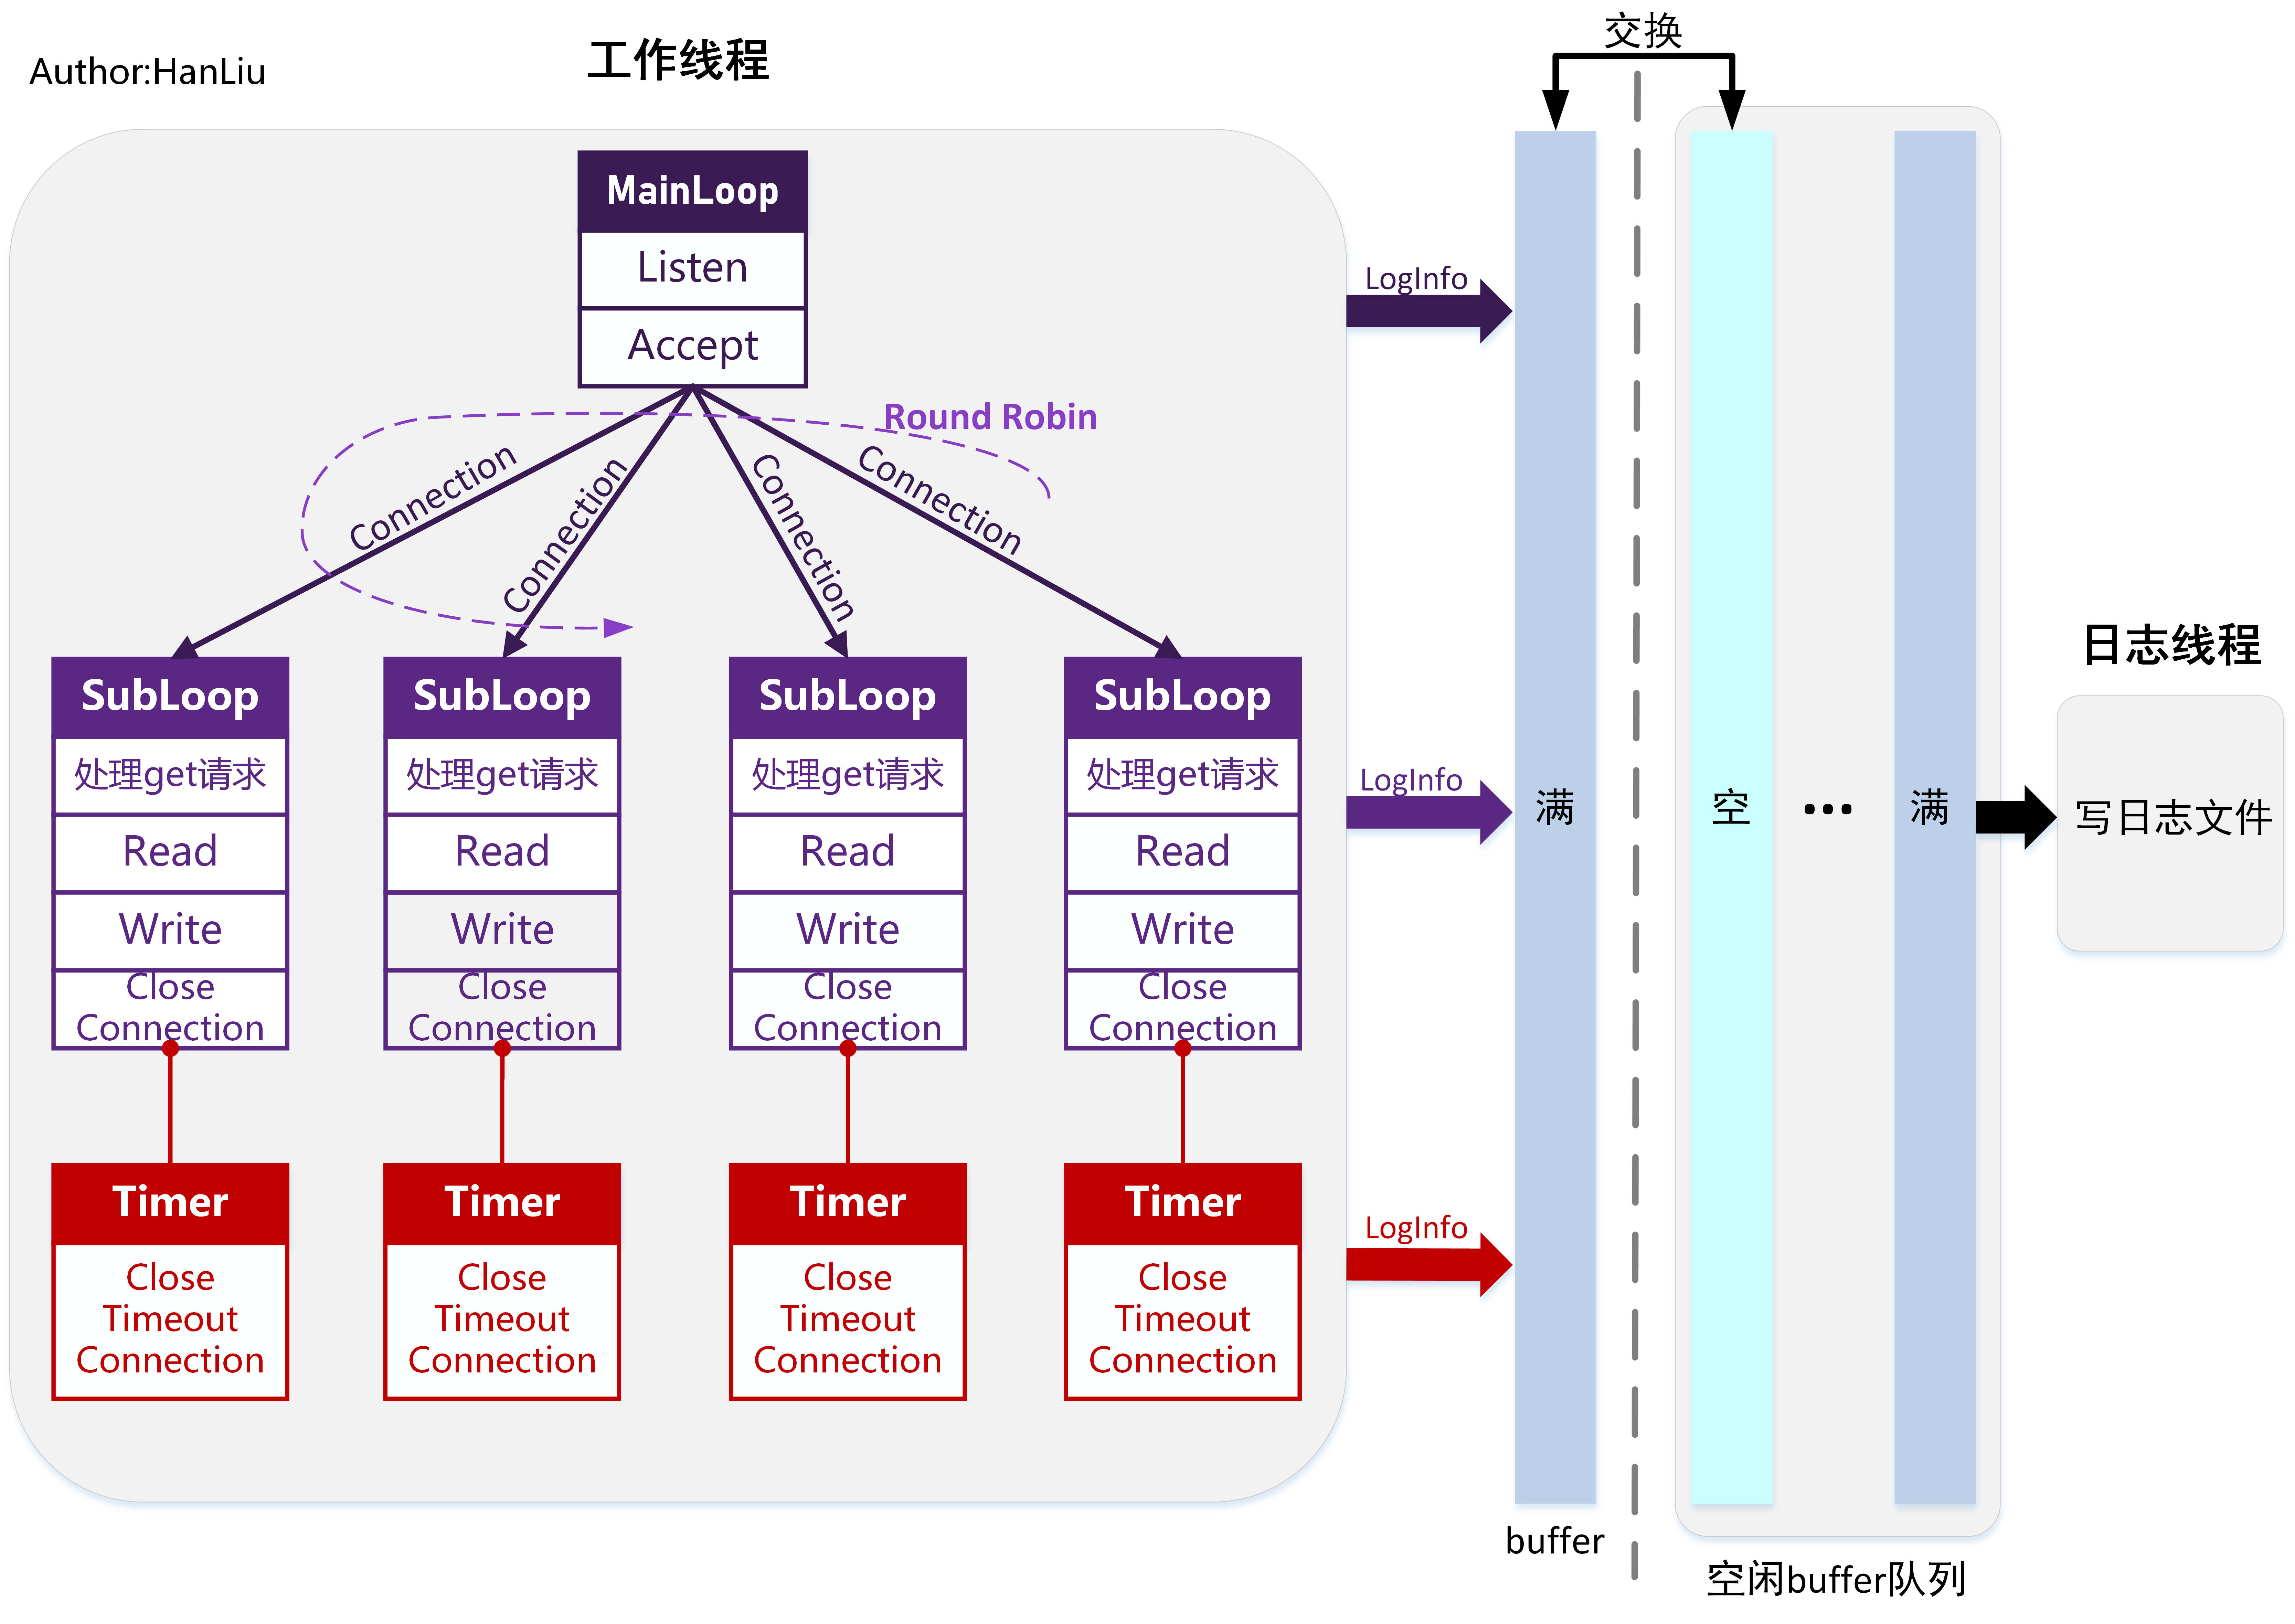 Author:HanLiu
工作线程
交换
MainLoop
Listen
Accept
Round Robin
Connection
Connection
Connection
Connection
SubLoop
处理get请求
Read
Write
Close
Connection
SubLoop
处理get请求
Read
Write
Close
Connection
SubLoop
处理get请求
Read
Write
Close
Connection
SubLoop
处理get请求
Read
Write
Close
Connection
Timer
Close
Timeout
Connection
Timer
Close
Timeout
Connection
Timer
Close
Timeout
Connection
Timer
Close
Timeout
Connection
LogInfo
LogInfo
LogInfo
满
buffer
空
...
满
空闲buffer队列
日志线程
写日志文件